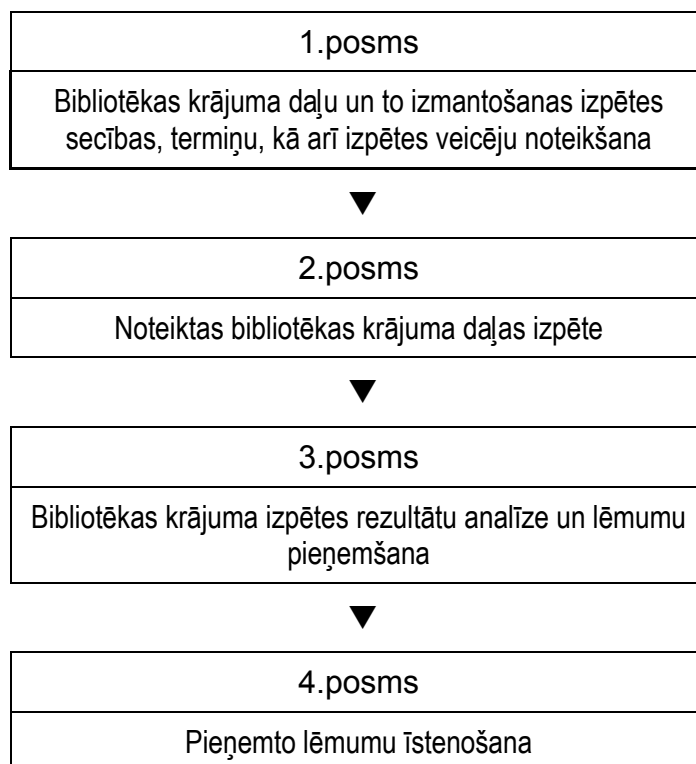 1.posms
Bibliotēkas krājuma daļu un to izmantošanas izpētes
secības, termiņu, kā arī izpētes veicēju noteikšana
2.posms
Noteiktas bibliotēkas krājuma daļas izpēte
3.posms
Bibliotēkas krājuma izpētes rezultātu analīze un lēmumu
pieņemšana
4.posms
Pieņemto lēmumu īstenošana